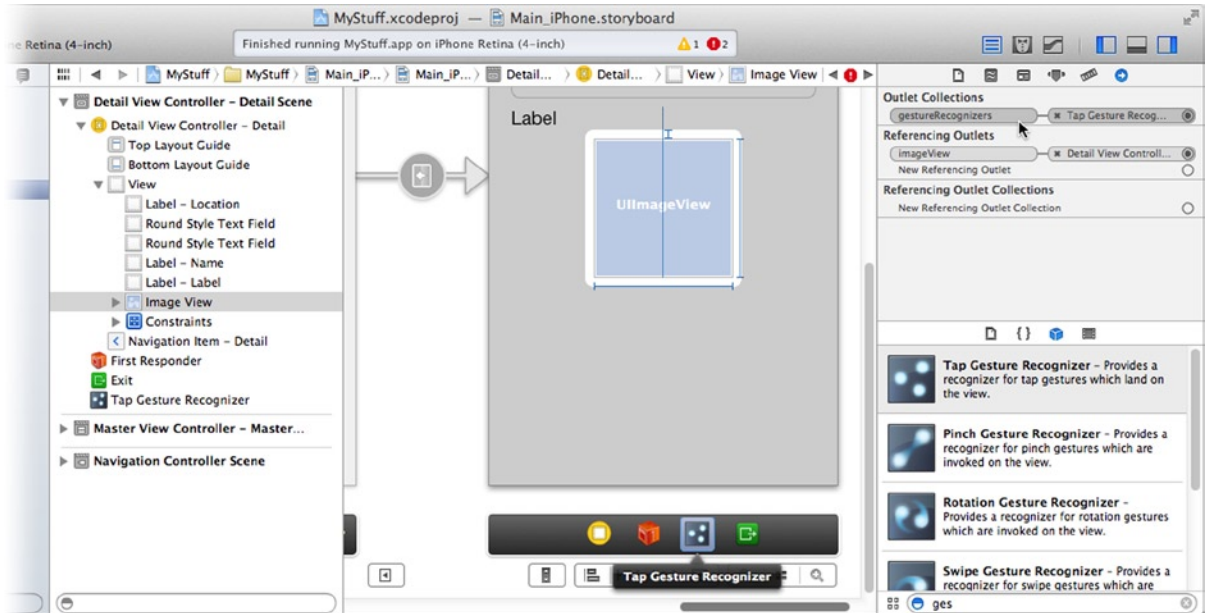 MyStuff.xcodeproj — Main_iPhone.storyboard
ne Retina (4-inch)
Finished running MyStuff.app on iPhone Retina (4-inch)
1 2
MyStuff MyStuff Main_iP... Main_iP... Detail... Detail... View Image View
Detail View Controller – Detail Scene
Detail View Controller – Detail
Top Layout Guide
Bottom Layout Guide
View
Label – Location
Round Style Text Field
Round Style Text Field
Label – Name
Label – Label
Image View
Constraints
Navigation Item – Detail
First Responder
Exit
Tap Gesture Recognizer
Master View Controller – Master...
Navigation Controller Scene
Label
UIImageView
Tap Gesture Recognizer
Outlet Collections
gestureRecognizers
Tap Gesture Recog...
Referencing Outlets
imageView
Detail View Controll...
New Referencing Outlet
Referencing Outlet Collections
New Referencing Outlet Collection
{}
Tap Gesture Recognizer – Provides a
recognizer for tap gestures which land on
the view.
Pinch Gesture Recognizer – Provides a
recognizer for pinch gestures which are
invoked on the view.
Rotation Gesture Recognizer –
Provides a recognizer for rotation gestures
which are invoked on the view.
Swipe Gesture Recognizer – Provides a
recognizer for swipe gestures which are
ges